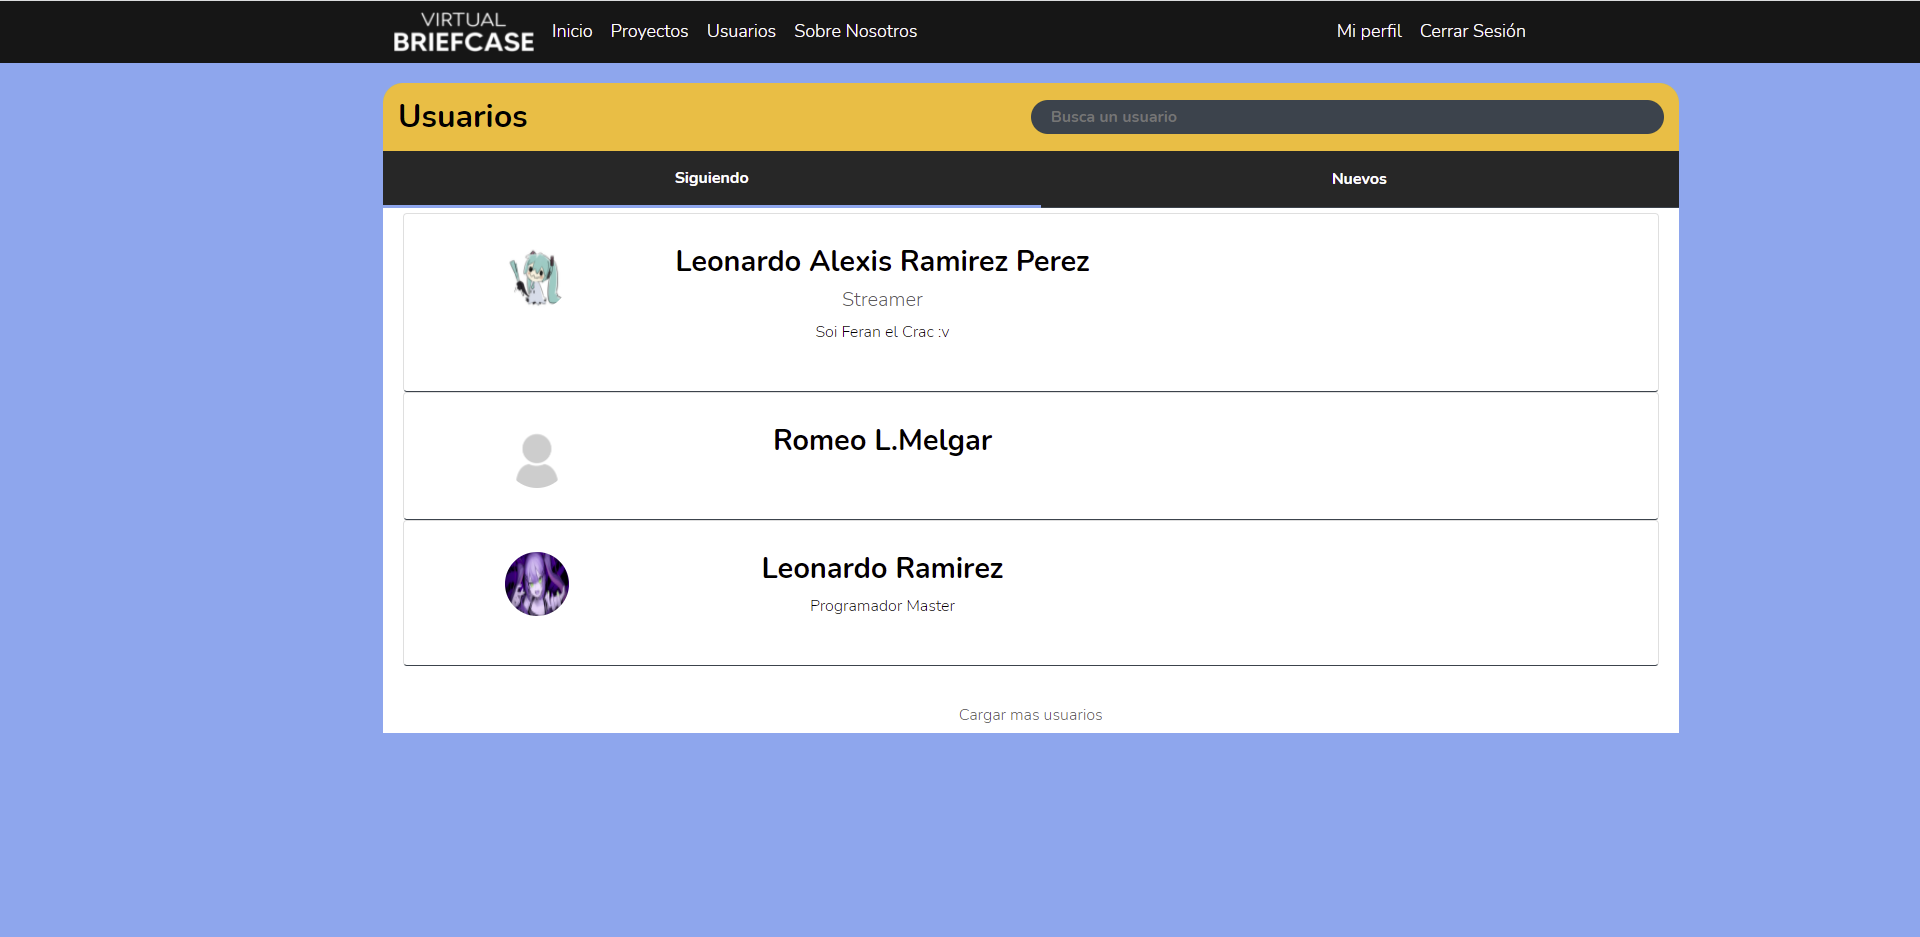 VIRTUAL
BRIEFCASE
Inicio Proyectos Usuarios Sobre Nosotros Mi perfil Cerrar Sesión
Usuarios Busca un usuario
Siguiendo Nuevos
Leonardo Alexis Ramirez Perez
Streamer
Soi Feran el Crac :v
Romeo L.Melgar
Leonardo Ramirez
Programador Master
Cargar mas usuarios